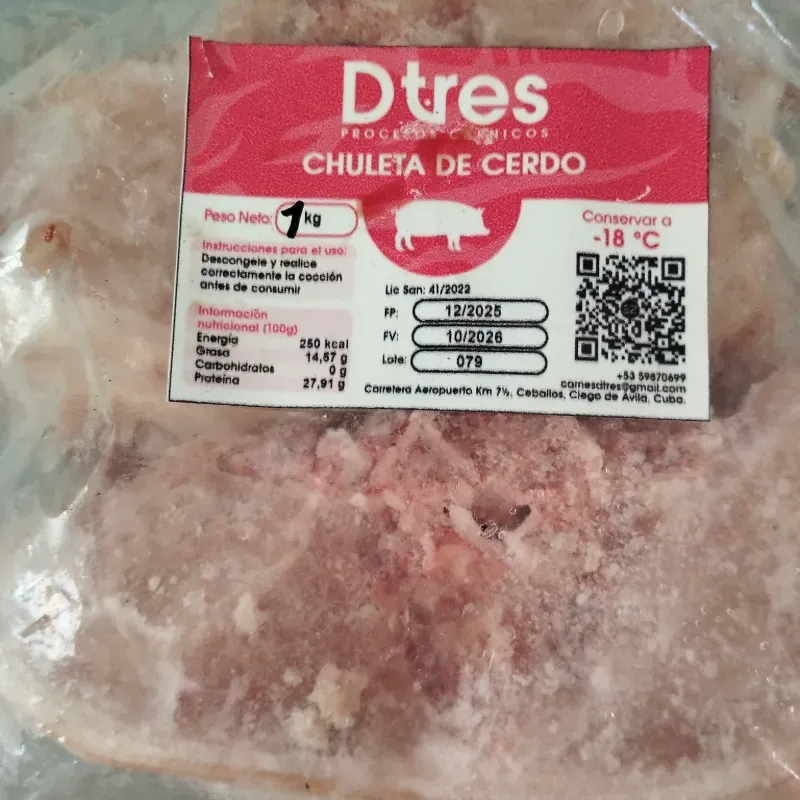 Dtres
PROCESOS CÁRNICOS
CHULETA DE CERDO
Peso Neto: 1 kg
Instrucciones para el uso:
Descongele y realice
correctamente la cocción
antes de consumir
Información
nutricional (100g)
Energía 250 kcal
Grasa 14,57 g
Carbohidratos 0 g
Proteína 27,91 g
Lic San: 41/2022
FP: 12/2025
FV: 10/2026
Lote: 079
Conservar a
-18 °C
+53 59870699
carnesdtres@gmail.com
Carretera Aeropuerto Km 7½, Ceballos, Ciego de Ávila, Cuba.